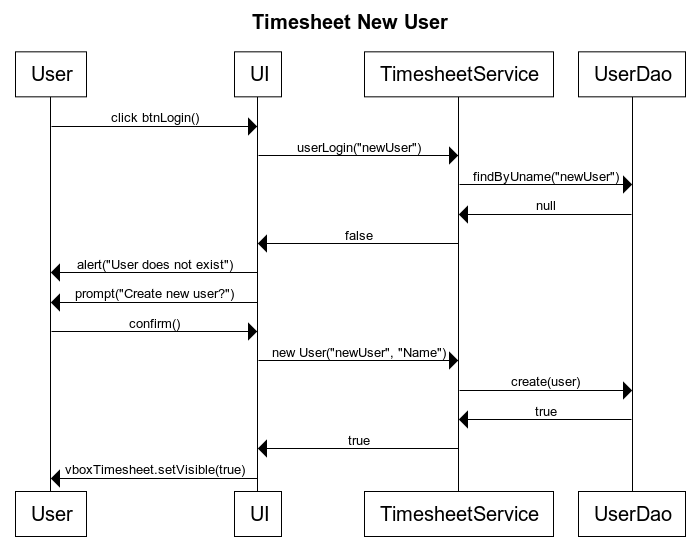 Timesheet New User
User UI TimesheetService UserDao
click btnLogin()
userLogin("newUser")
findByUname("newUser")
null
false
alert("User does not exist")
prompt("Create new user?")
confirm()
new User("newUser", "Name")
create(user)
true
true
vboxTimesheet.setVisible(true)
User UI TimesheetService UserDao